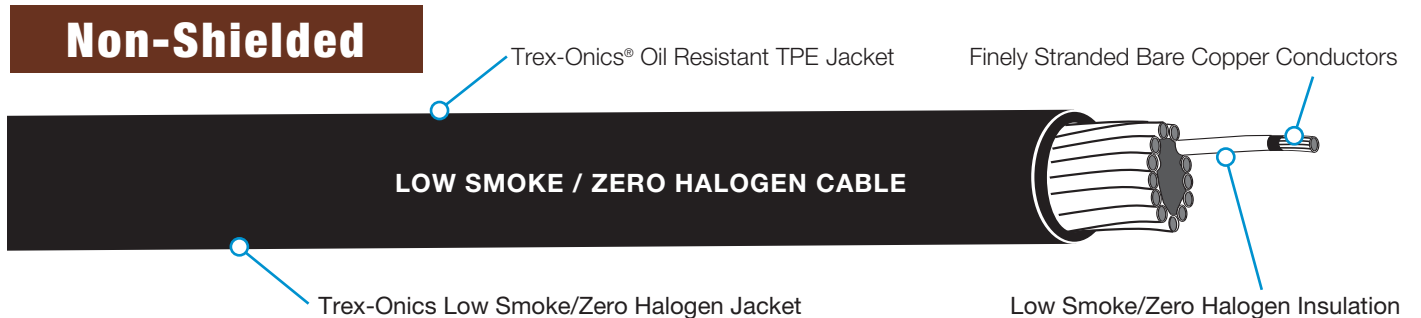 Non-Shielded
Trex-Onics® Oil Resistant TPE Jacket
Finely Stranded Bare Copper Conductors
LOW SMOKE / ZERO HALOGEN CABLE
Trex-Onics Low Smoke/Zero Halogen Jacket
Low Smoke/Zero Halogen Insulation